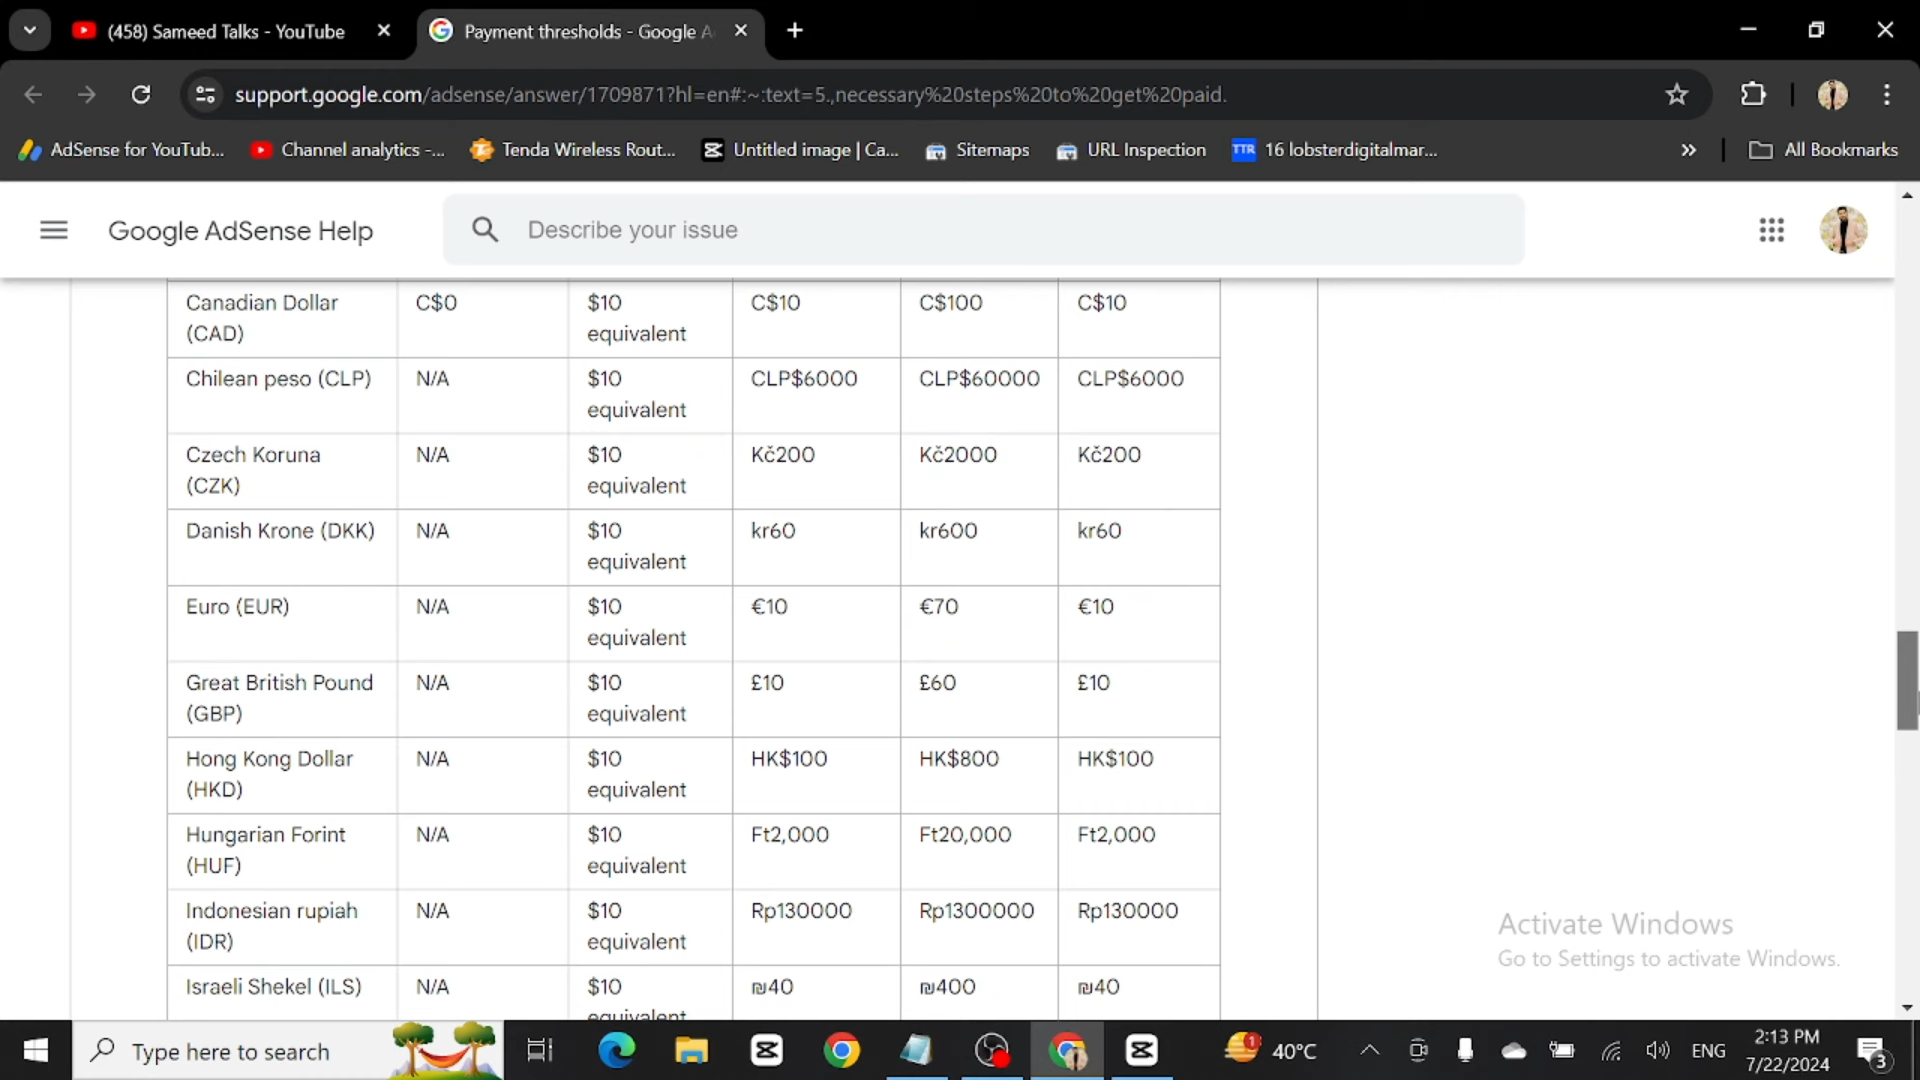 (458) Sameed Talks - YouTube
Payment thresholds - Google A
support.google.com/adsense/answer/1709871?hl=en#:~:text=5.,necessary%20steps%20to%20get%20paid.
AdSense for YouTub...
Channel analytics -...
Tenda Wireless Rout...
Untitled image | Ca...
Sitemaps
URL Inspection
TTR
16 lobsterdigitalmar...
»
All Bookmarks
Google AdSense Help
Describe your issue
Canadian Dollar (CAD) C$0 $10 equivalent C$10 C$100 C$10
Chilean peso (CLP) N/A $10 equivalent CLP$6000 CLP$60000 CLP$6000
Czech Koruna (CZK) N/A $10 equivalent Kč200 Kč2000 Kč200
Danish Krone (DKK) N/A $10 equivalent kr60 kr600 kr60
Euro (EUR) N/A $10 equivalent €10 €70 €10
Great British Pound (GBP) N/A $10 equivalent £10 £60 £10
Hong Kong Dollar (HKD) N/A $10 equivalent HK$100 HK$800 HK$100
Hungarian Forint (HUF) N/A $10 equivalent Ft2,000 Ft20,000 Ft2,000
Indonesian rupiah (IDR) N/A $10 equivalent Rp130000 Rp1300000 Rp130000
Israeli Shekel (ILS) N/A $10 equivalent ₪40 ₪400 ₪40
Activate Windows
Go to Settings to activate Windows.
Type here to search
1
40°C
ENG
2:13 PM
7/22/2024
3